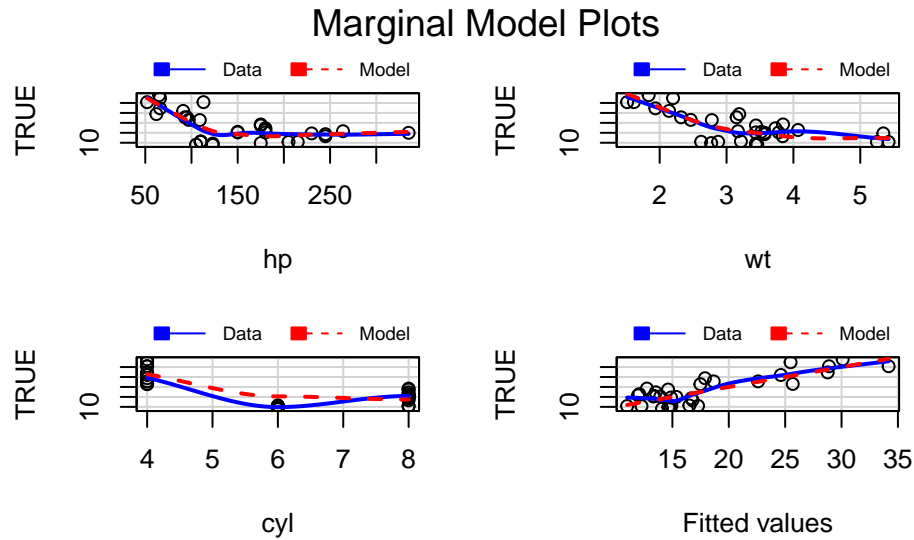 Marginal Model Plots
Data Model
TRUE
10
50 150 250
hp
Data Model
TRUE
10
2 3 4 5
wt
Data Model
TRUE
10
4 5 6 7 8
cyl
Data Model
TRUE
10
15 20 25 30 35
Fitted values